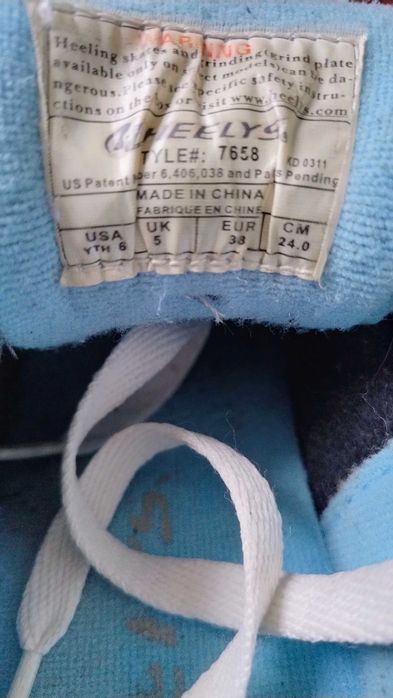 WARNING
Heeling skates and grinding (grind plate
available only on select models) can be da-
ngerous. Please specific safety instru-
ctions on the box or visit www.heelys.com
HEELYS
STYLE#: 7658 KD 0311
US Patent Number 6,406,038 and Pats Pending
MADE IN CHINA
FABRIQUE EN CHINE
USA UK EUR CM
YTH 6 5 38 24.0